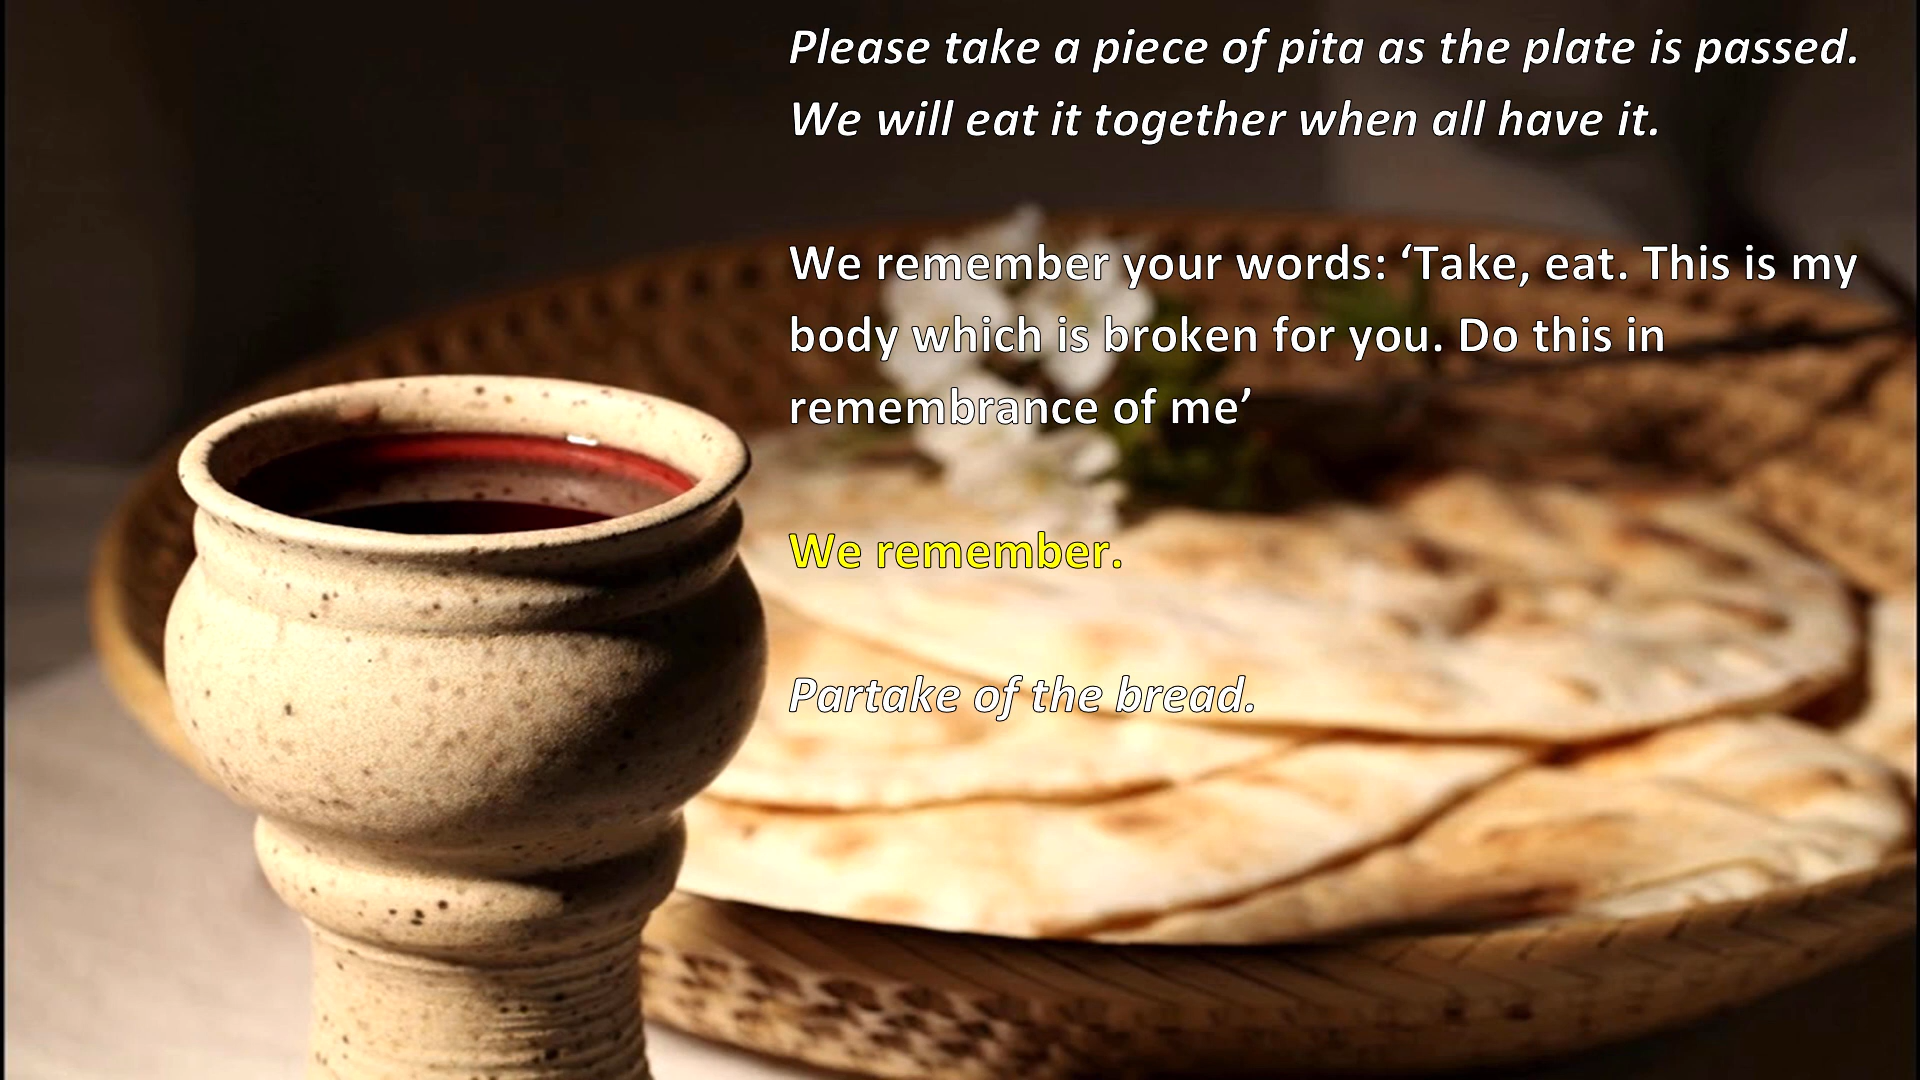 Please take a piece of pita as the plate is passed.
We will eat it together when all have it.
We remember your words: ‘Take, eat. This is my
body which is broken for you. Do this in
remembrance of me’
We remember.
Partake of the bread.